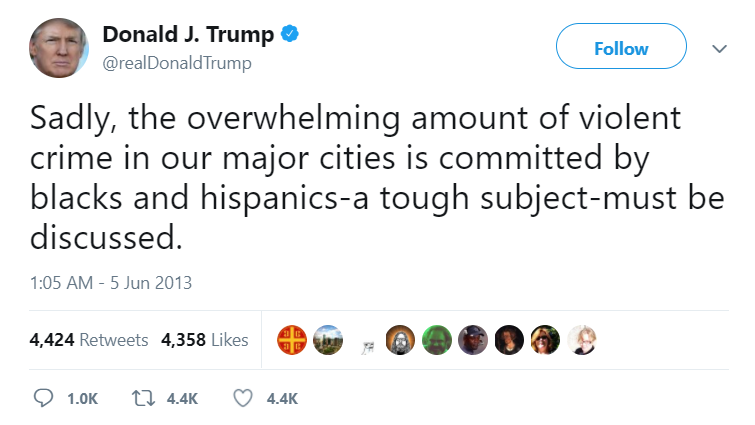 Donald J. Trump
@realDonaldTrump
Follow
Sadly, the overwhelming amount of violent
crime in our major cities is committed by
blacks and hispanics-a tough subject-must be
discussed.
1:05 AM - 5 Jun 2013
4,424 Retweets 4,358 Likes
1.0K 4.4K 4.4K